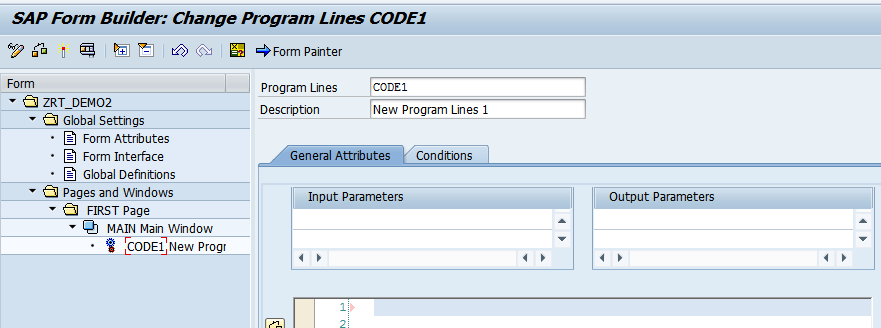 SAP Form Builder: Change Program Lines CODE1
Form Painter
Form
ZRT_DEMO2
Global Settings
Form Attributes
Form Interface
Global Definitions
Pages and Windows
FIRST Page
MAIN Main Window
CODE1 New Progr
Program Lines CODE1
Description New Program Lines 1
General Attributes Conditions
Input Parameters Output Parameters
1
2